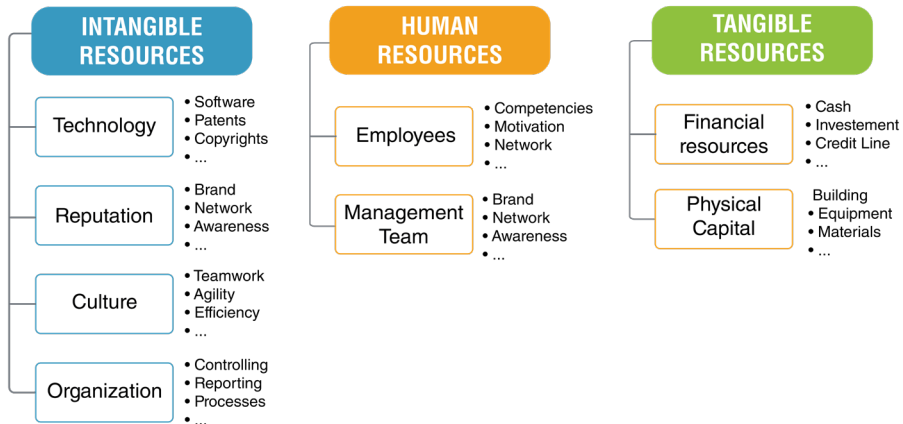 INTANGIBLE
RESOURCES
Technology
• Software
• Patents
• Copyrights
• ...
Reputation
• Brand
• Network
• Awareness
• ...
Culture
• Teamwork
• Agility
• Efficiency
• ...
Organization
• Controlling
• Reporting
• Processes
• ...
HUMAN
RESOURCES
Employees
• Competencies
• Motivation
• Network
• ...
Management
Team
• Brand
• Network
• Awareness
• ...
TANGIBLE
RESOURCES
Financial
resources
• Cash
• Investement
• Credit Line
• ...
Physical
Capital
Building
• Equipment
• Materials
• ...